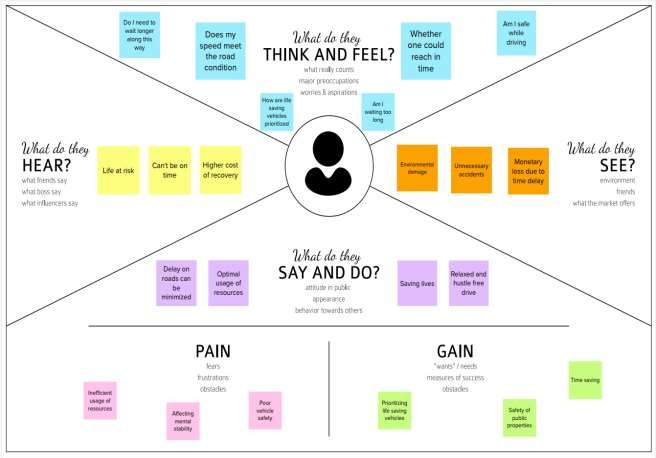 What do they
THINK AND FEEL?
what really counts
major preoccupations
worries & aspirations
Do I need to
wait longer
along this
way
Does my
speed meet
the road
condition
Whether
one could
reach in
time
Am I safe
while
driving
How are life
saving
vehicles
prioritized
Am I
waiting too
long
What do they
HEAR?
what friends say
what boss say
what influencers say
Life at risk
Can't be on
time
Higher cost
of recovery
Environmental
damage
Unnecessary
accidents
Monetary
loss due to
time delay
What do they
SEE?
environment
friends
what the market offers
What do they
SAY AND DO?
attitude in public
appearance
behavior towards others
Delay on
roads can
be
minimized
Optimal
usage of
resources
Saving lives
Relaxed and
hustle free
drive
PAIN
fears
frustrations
obstacles
Inefficient
usage of
resources
Affecting
mental
stability
Poor
vehicle
safety
GAIN
"wants" / needs
measures of success
obstacles
Prioritizing
life saving
vehicles
Safety of
public
properties
Time saving